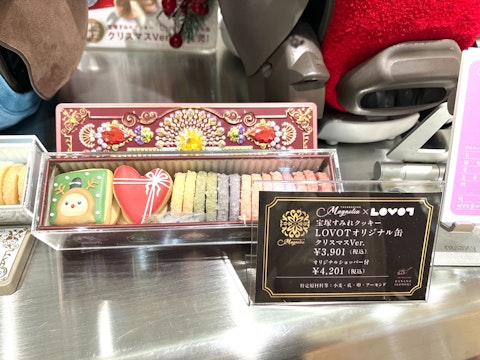 クリスマスVer.
Magnolia × LOVOT
宝塚すみれクッキー
LOVOTオリジナル缶
クリスマスVer.
¥3,901（税込）
オリジナルショッパー付
¥4,201（税込）
特定原材料等：小麦・乳・卵・アーモンド
Magnolia